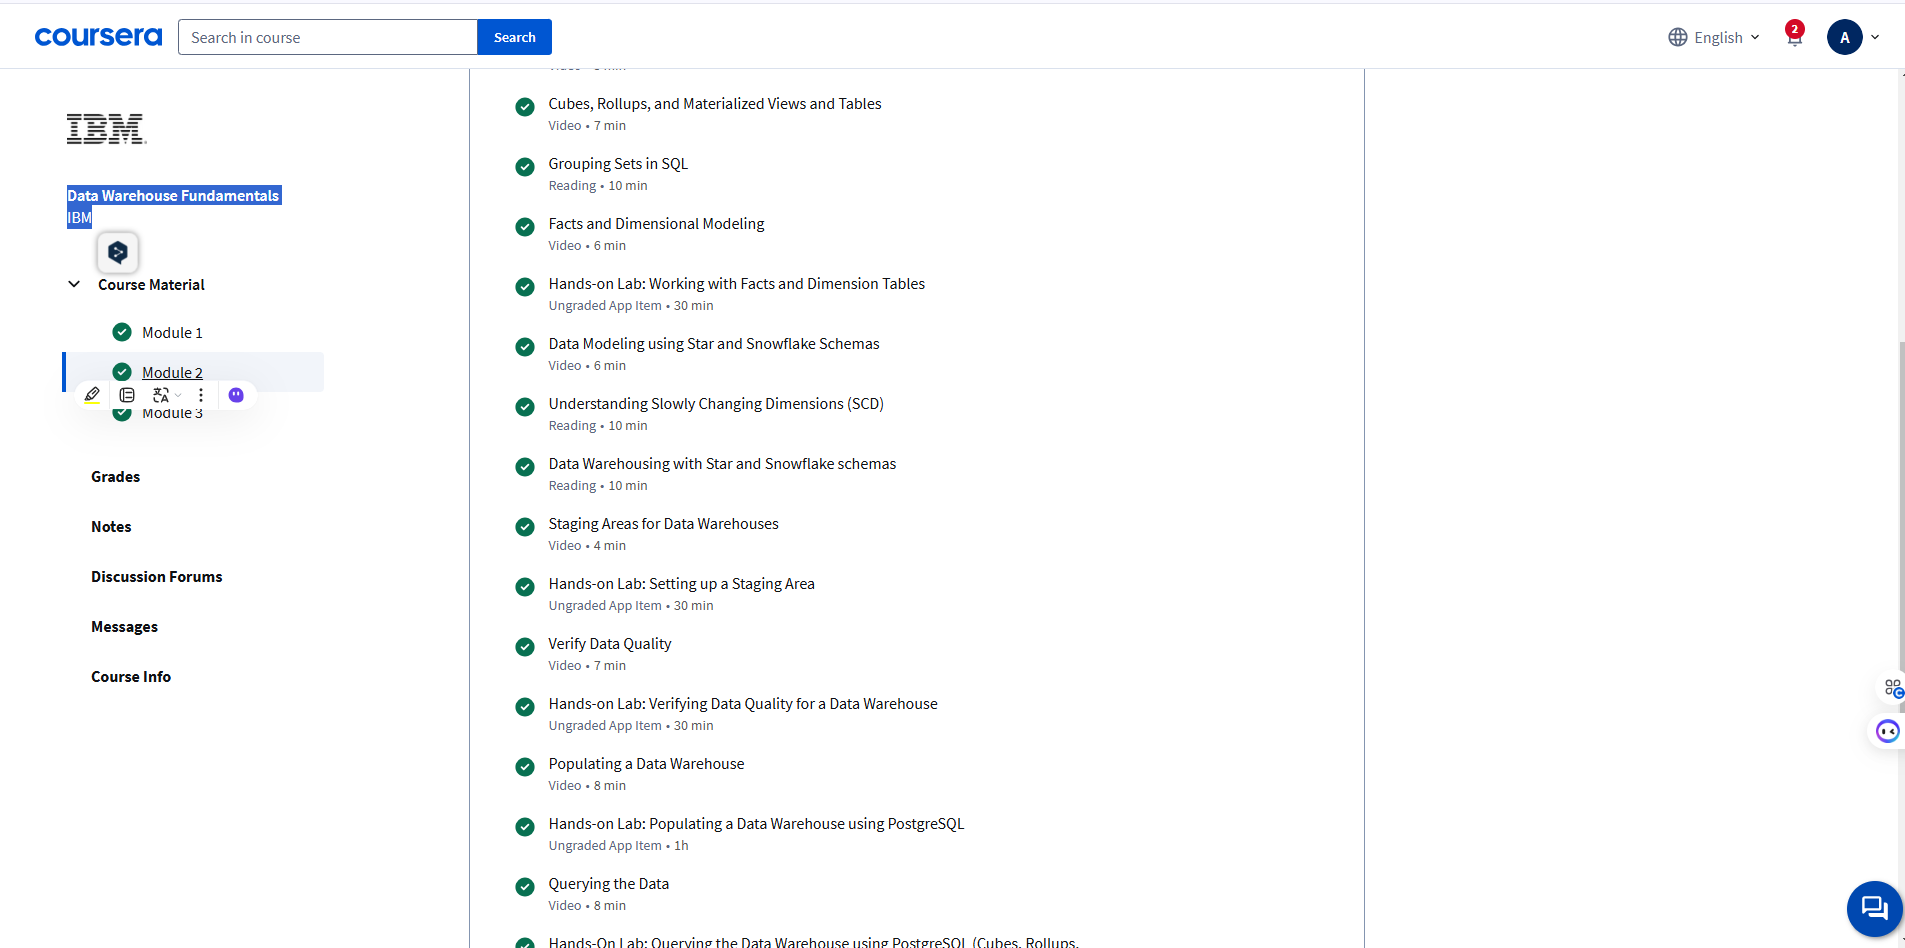 coursera
Search in course
Search
English
2
A
IBM
Data Warehouse Fundamentals
IBM
Course Material
Module 1
Module 2
Module 3
Grades
Notes
Discussion Forums
Messages
Course Info
Cubes, Rollups, and Materialized Views and Tables
Video • 7 min
Grouping Sets in SQL
Reading • 10 min
Facts and Dimensional Modeling
Video • 6 min
Hands-on Lab: Working with Facts and Dimension Tables
Ungraded App Item • 30 min
Data Modeling using Star and Snowflake Schemas
Video • 6 min
Understanding Slowly Changing Dimensions (SCD)
Reading • 10 min
Data Warehousing with Star and Snowflake schemas
Reading • 10 min
Staging Areas for Data Warehouses
Video • 4 min
Hands-on Lab: Setting up a Staging Area
Ungraded App Item • 30 min
Verify Data Quality
Video • 7 min
Hands-on Lab: Verifying Data Quality for a Data Warehouse
Ungraded App Item • 30 min
Populating a Data Warehouse
Video • 8 min
Hands-on Lab: Populating a Data Warehouse using PostgreSQL
Ungraded App Item • 1h
Querying the Data
Video • 8 min
Hands-On Lab: Querying the Data Warehouse using PostgreSQL (Cubes, Rollups,